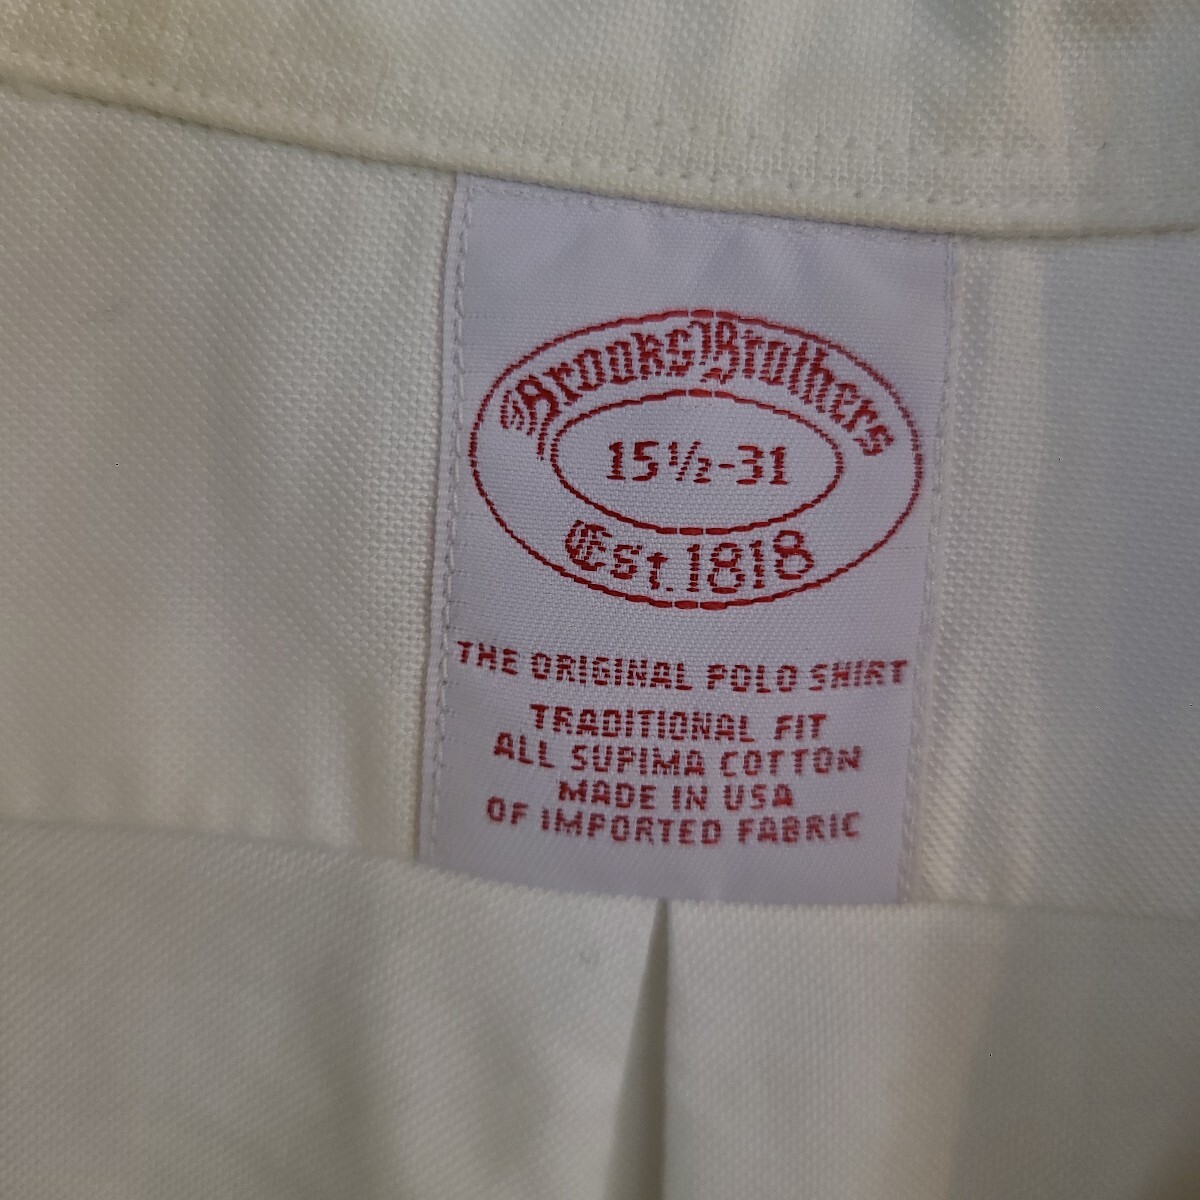 Brooks Brothers
15½-31
Est. 1818
THE ORIGINAL POLO SHIRT
TRADITIONAL FIT
ALL SUPIMA COTTON
MADE IN USA
OF IMPORTED FABRIC